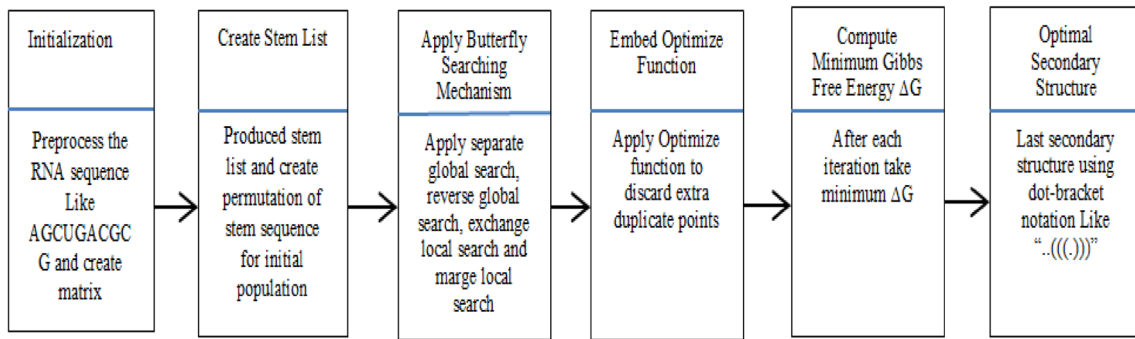 Initialization
Preprocess the
RNA sequence
Like
AGCUGACGC
G and create
matrix
Create Stem List
Produced stem
list and create
permutation of
stem sequence
for initial
population
Apply Butterfly
Searching
Mechanism
Apply separate
global search,
reverse global
search, exchange
local search and
marge local
search
Embed Optimize
Function
Apply Optimize
function to
discard extra
duplicate points
Compute
Minimum Gibbs
Free Energy ΔG
After each
iteration take
minimum ΔG
Optimal
Secondary
Structure
Last secondary
structure using
dot-bracket
notation Like
“..(((.)))”